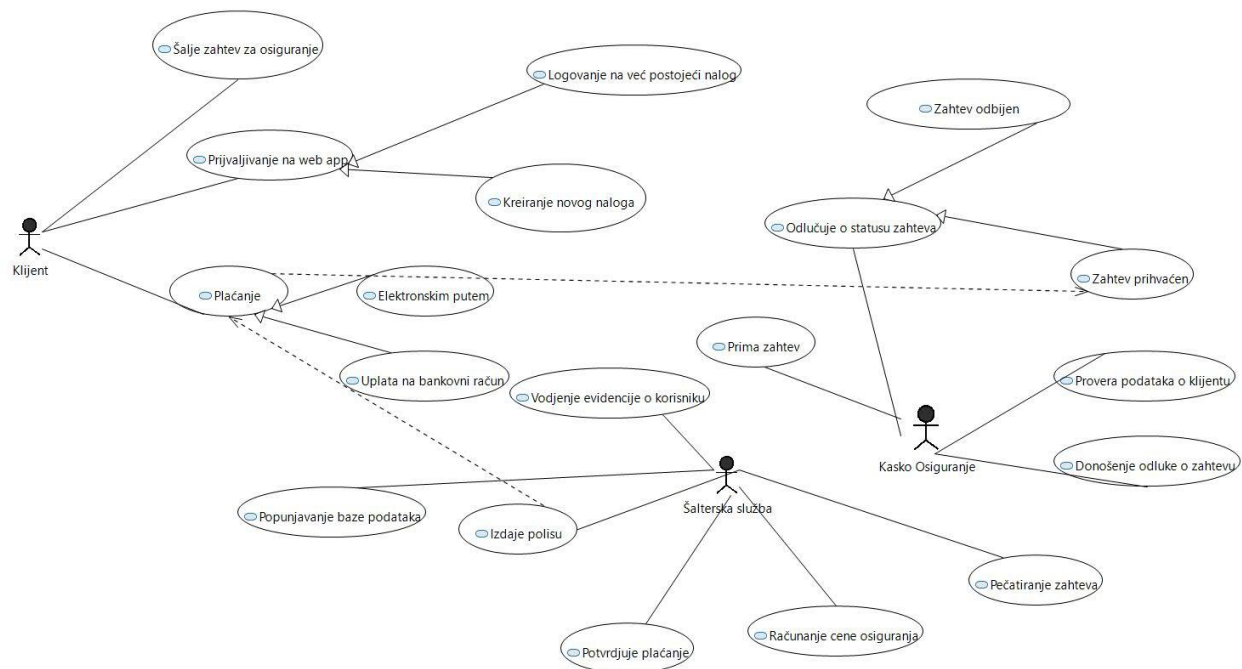 Šalje zahtev za osiguranje
Logovanje na već postojeći nalog
Zahtev odbijen
Prijvaljivanje na web app
Kreiranje novog naloga
Odlučuje o statusu zahteva
Klijent
Plaćanje
Elektronskim putem
Zahtev prihvaćen
Prima zahtev
Uplata na bankovni račun
Provera podataka o klijentu
Vodjenje evidencije o korisniku
Kasko Osiguranje
Donošenje odluke o zahtevu
Šalterska služba
Popunjavanje baze podataka
Izdaje polisu
Pečatiranje zahteva
Računanje cene osiguranja
Potvrdjuje plaćanje